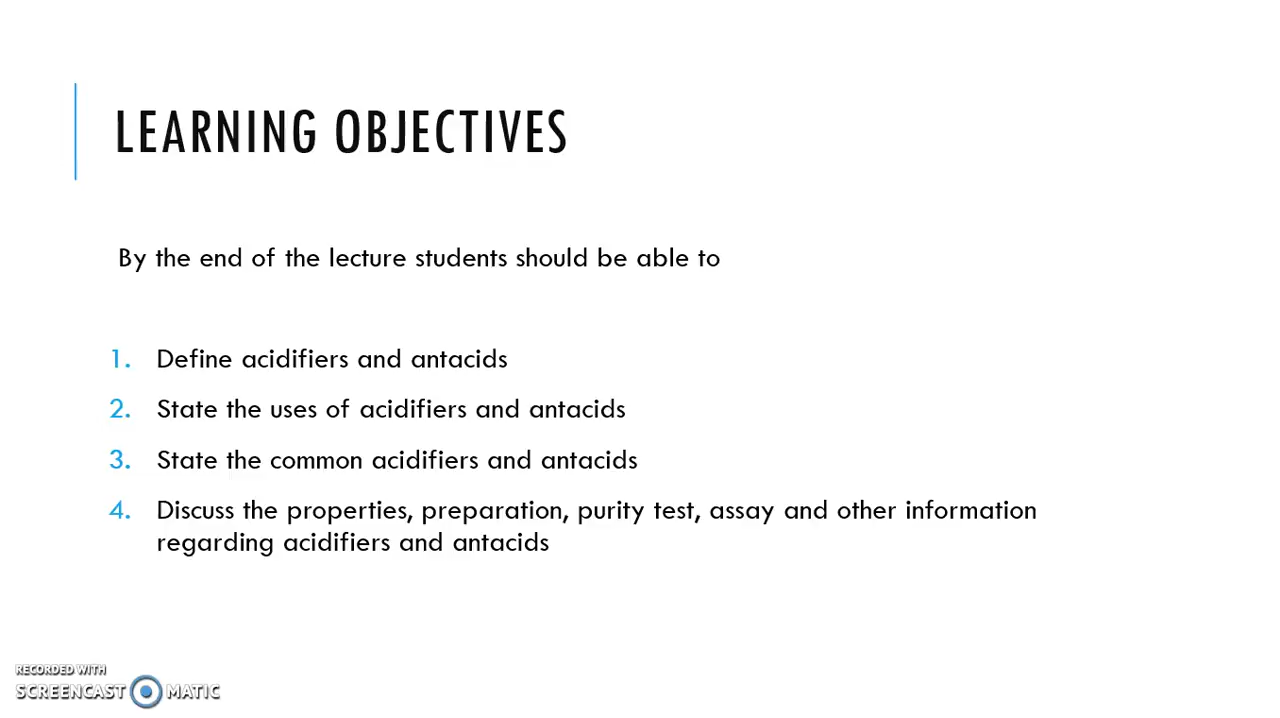 LEARNING OBJECTIVES
By the end of the lecture students should be able to
1. Define acidifiers and antacids
2. State the uses of acidifiers and antacids
3. State the common acidifiers and antacids
4. Discuss the properties, preparation, purity test, assay and other information
regarding acidifiers and antacids
RECORDED WITH
SCREENCAST MATIC